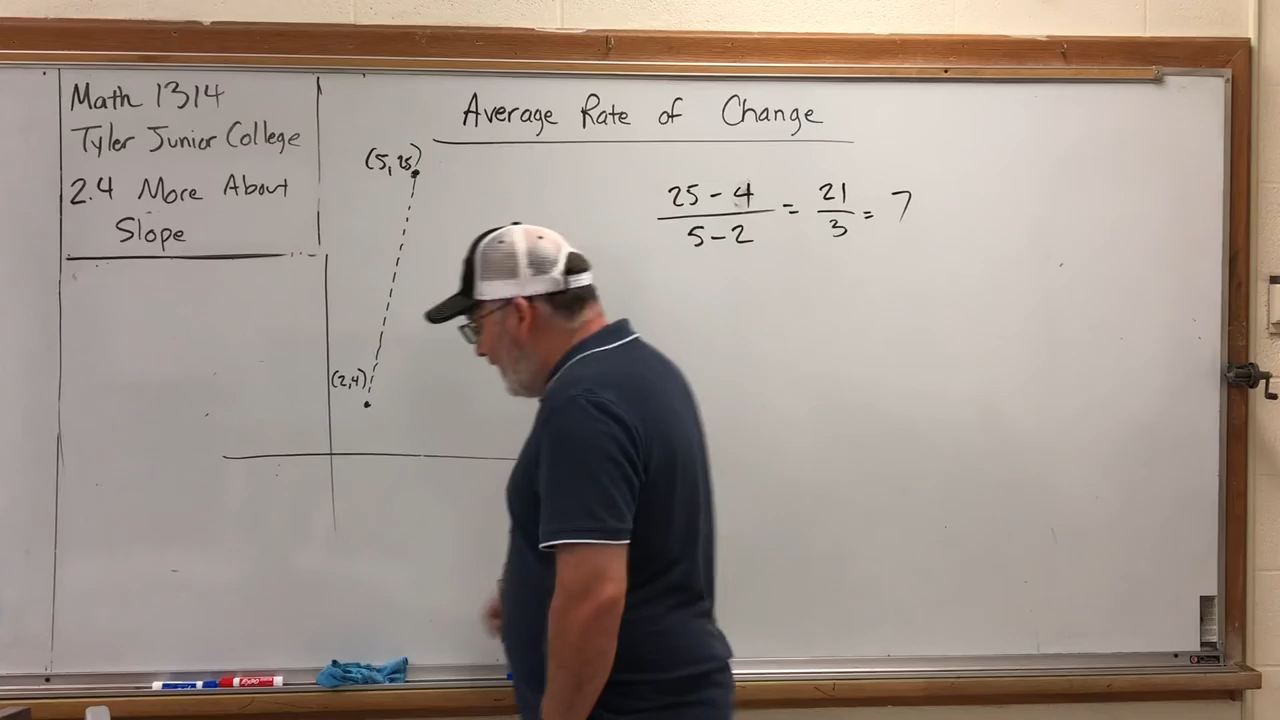 Math 1314
Tyler Junior College
2.4 More About
Slope
Average Rate of Change
(5,25)
(2,4)
25 - 4 / 5 - 2 = 21 / 3 = 7